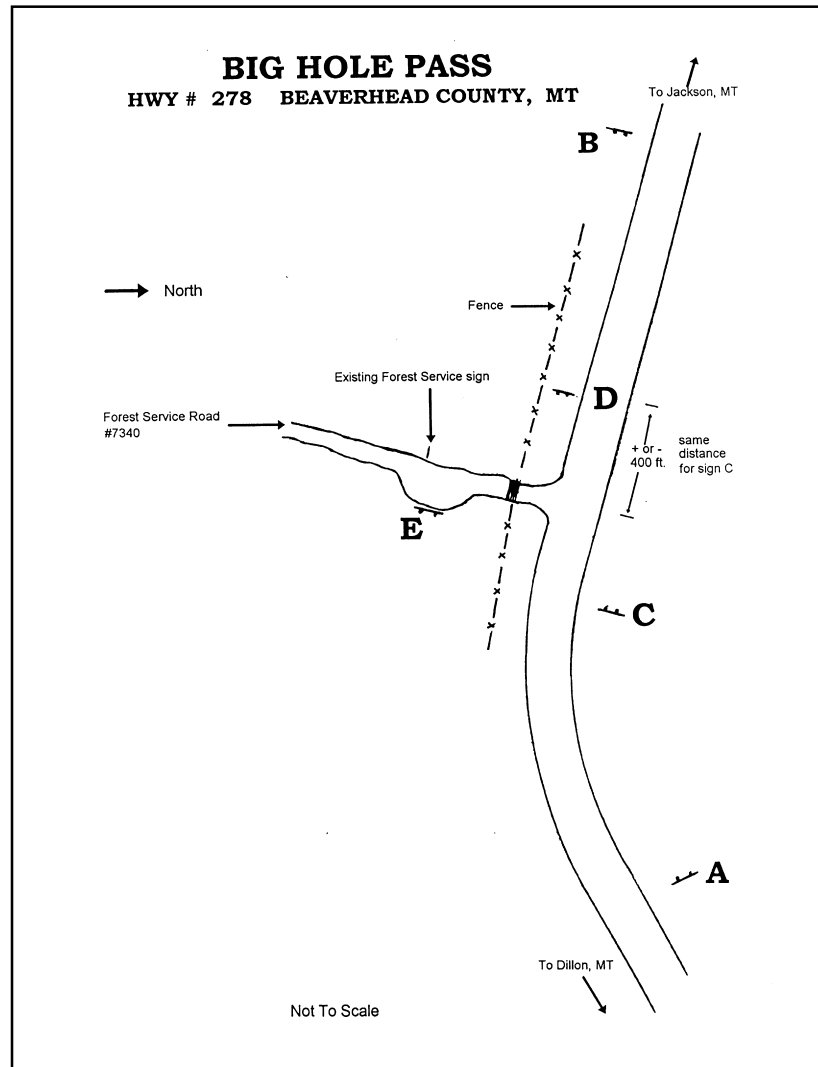 BIG HOLE PASS
HWY # 278 BEAVERHEAD COUNTY, MT
To Jackson, MT
B
North
Fence
Existing Forest Service sign
D
Forest Service Road
#7340
+ or -
400 ft.
same
distance
for sign C
E
C
A
To Dillon, MT
Not To Scale